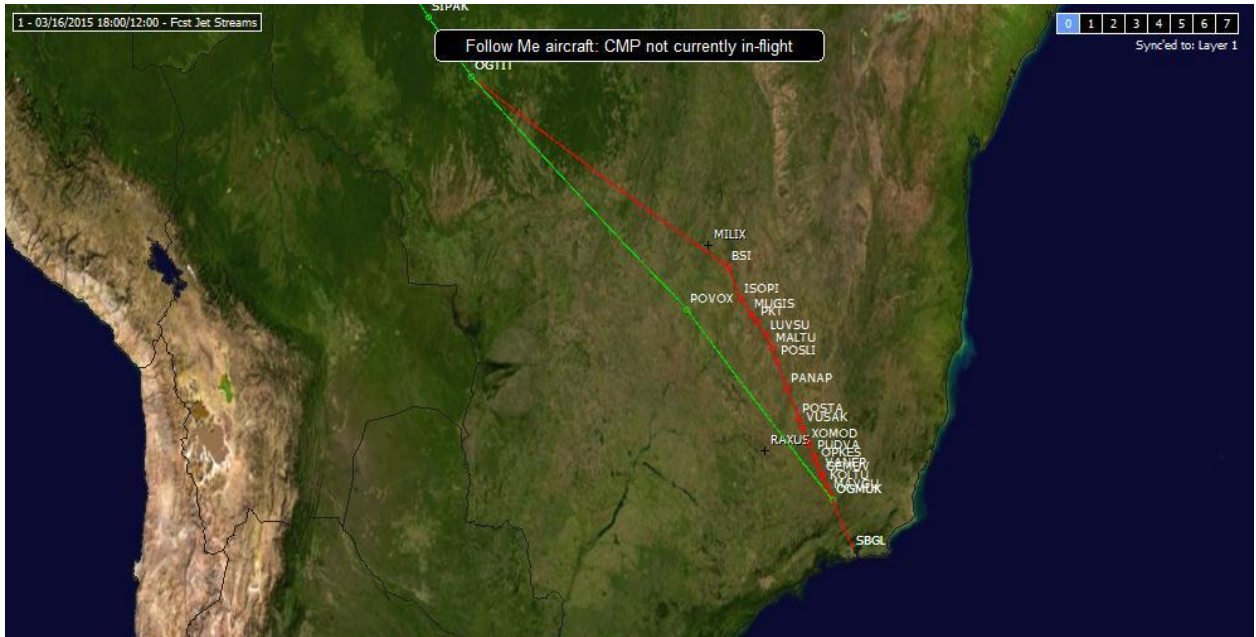 SIPAK
1 - 03/16/2015 18:00/12:00 - Fcst Jet Streams
0 1 2 3 4 5 6 7
Follow Me aircraft: CMP not currently in-flight
Sync'ed to: Layer 1
OGTIT
MILIX
BSI
ISOPI
POVOX
MUGIS
PKT
LUVSU
MALTU
POSLI
PANAP
POSTA
VUSAK
XOMOD
RAXUS
PUDVA
OPKES
KOLTU
OGMUK
SBGL